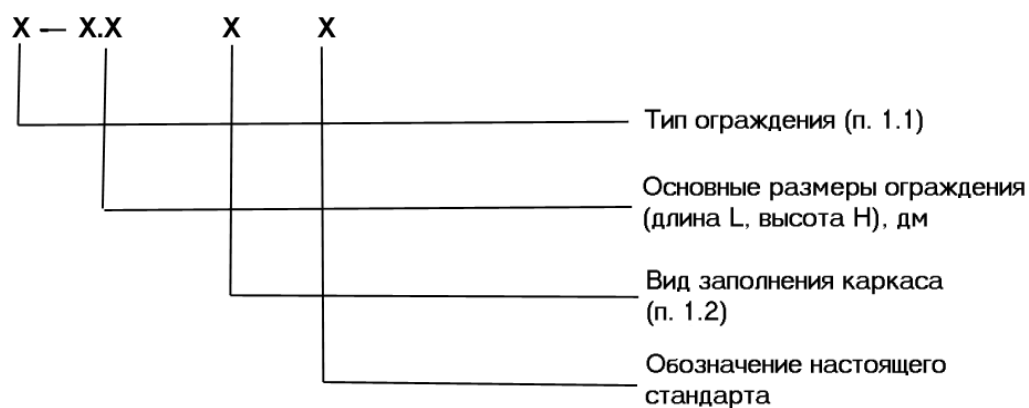 X — X.X X X
Тип ограждения (п. 1.1)
Основные размеры ограждения
(длина L, высота H), дм
Вид заполнения каркаса
(п. 1.2)
Обозначение настоящего
стандарта